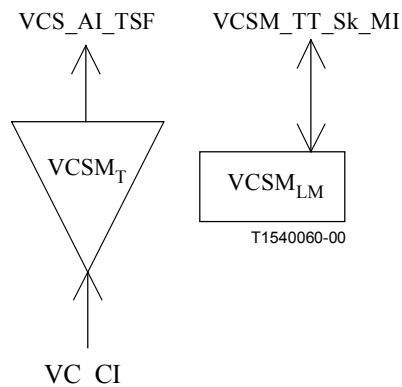 VCS_AI_TSF VCSM_TT_Sk_MI
VCSM_T VCSM_LM
T1540060-00
VC_CI